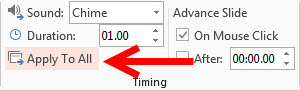 Sound: Chime
Advance Slide
Duration: 01.00
On Mouse Click
Apply To All
After: 00:00.00
Timing